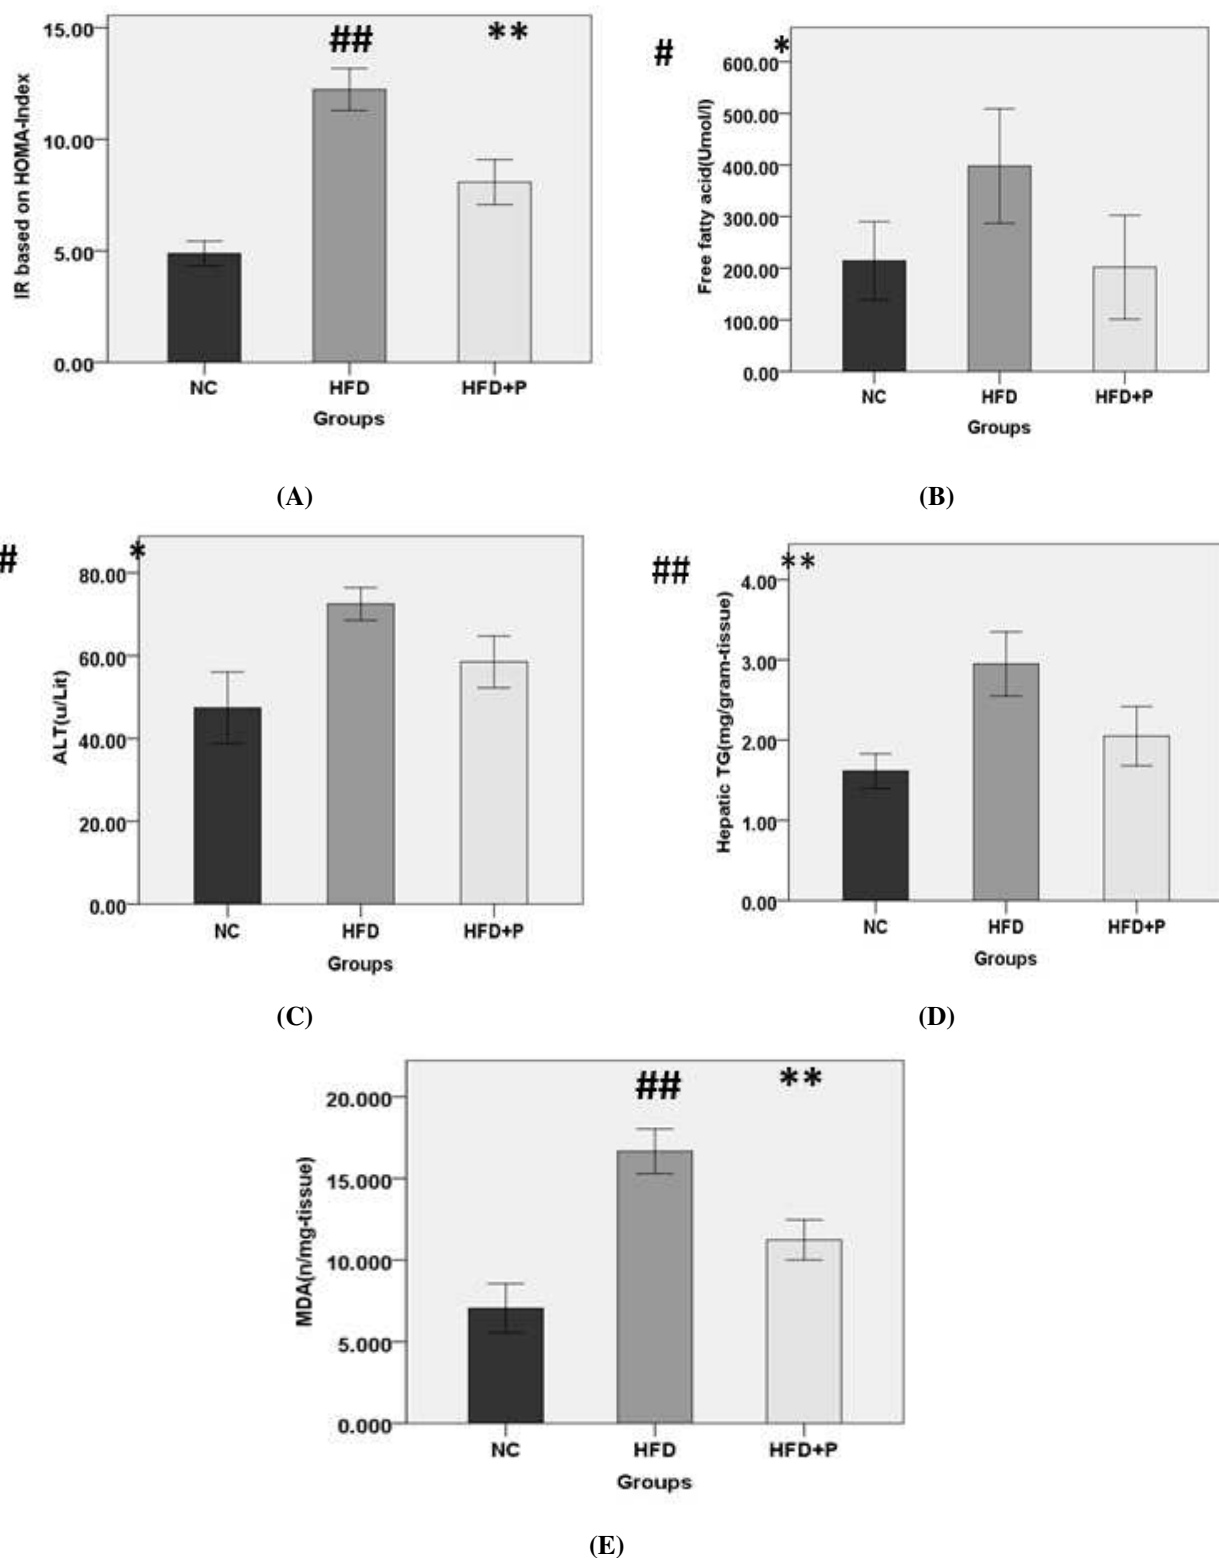 15.00
10.00
5.00
0.00
IR based on HOMA-Index
## **
NC HFD HFD+P
Groups
(A)
# *
600.00
500.00
400.00
300.00
200.00
100.00
0.00
Free fatty acid(Umol/l)
NC HFD HFD+P
Groups
(B)
# *
80.00
60.00
40.00
20.00
0.00
ALT(u/Lit)
NC HFD HFD+P
Groups
(C)
## **
4.00
3.00
2.00
1.00
0.00
Hepatic TG(mg/gram-tissue)
NC HFD HFD+P
Groups
(D)
## **
20.000
15.000
10.000
5.000
0.000
MDA(n/mg-tissue)
NC HFD HFD+P
Groups
(E)